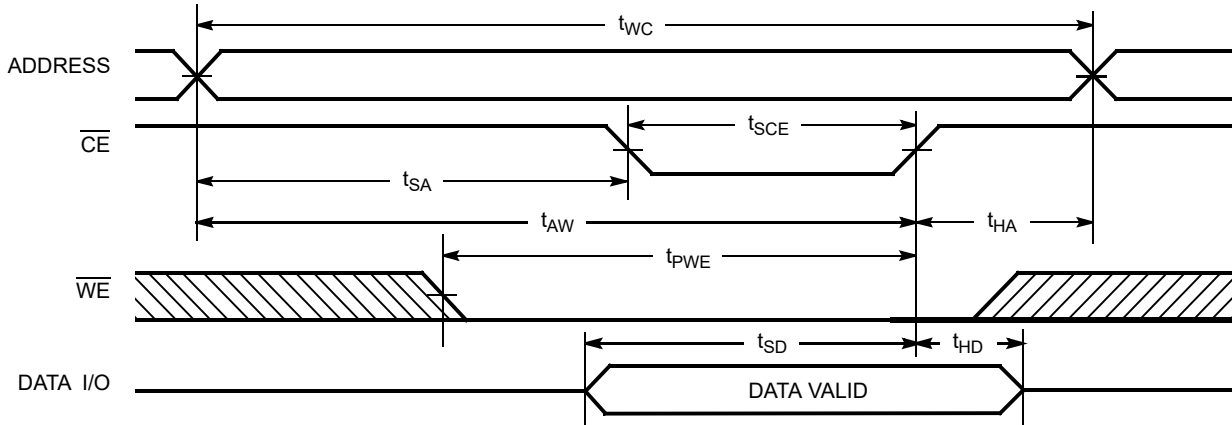 tWC
ADDRESS
CE
tSCE
tSA
tAW
tHA
tPWE
WE
tSD
tHD
DATA I/O
DATA VALID